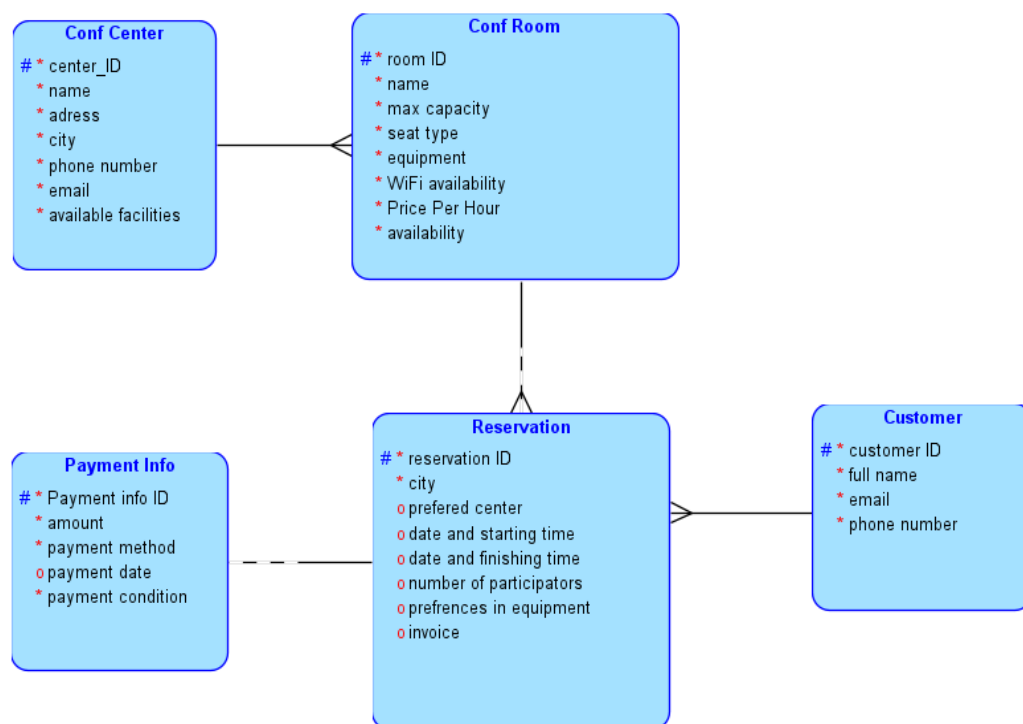 Conf Center
# * center_ID
* name
* adress
* city
* phone number
* email
* available facilities
Conf Room
# * room ID
* name
* max capacity
* seat type
* equipment
* WiFi availability
* Price Per Hour
* availability
Payment Info
# * Payment info ID
* amount
* payment method
o payment date
* payment condition
Reservation
# * reservation ID
* city
o prefered center
o date and starting time
o date and finishing time
o number of participators
o prefrences in equipment
o invoice
Customer
# * customer ID
* full name
* email
* phone number